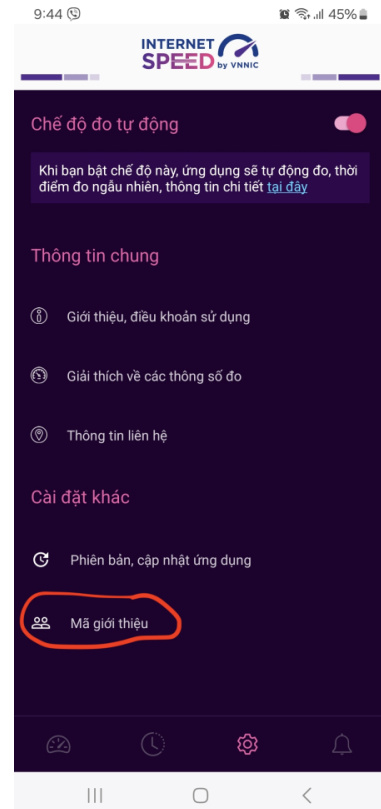 9:44
45%
INTERNET
SPEED by VNNIC
Chế độ đo tự động
Khi bạn bật chế độ này, ứng dụng sẽ tự động đo, thời
điểm đo ngẫu nhiên, thông tin chi tiết tại đây
Thông tin chung
Giới thiệu, điều khoản sử dụng
Giải thích về các thông số đo
Thông tin liên hệ
Cài đặt khác
Phiên bản, cập nhật ứng dụng
Mã giới thiệu